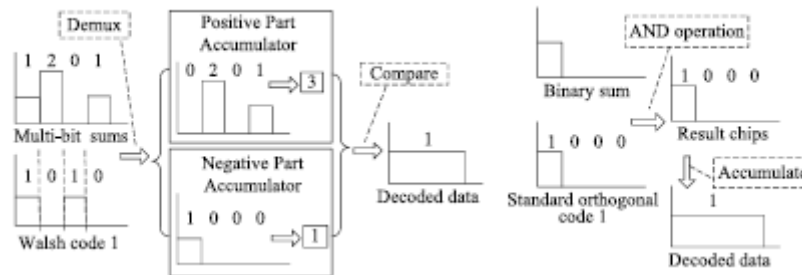 Demux
1 2 0 1
Multi-bit sums
1 0 1 0
Walsh code 1
Positive Part
Accumulator
0 2 0 1
3
Negative Part
Accumulator
1 0 0 0
1
Compare
1
Decoded data
Binary sum
1 0 0 0
Standard orthogonal
code 1
AND operation
1 0 0 0
Result chips
Accumulate
1
Decoded data